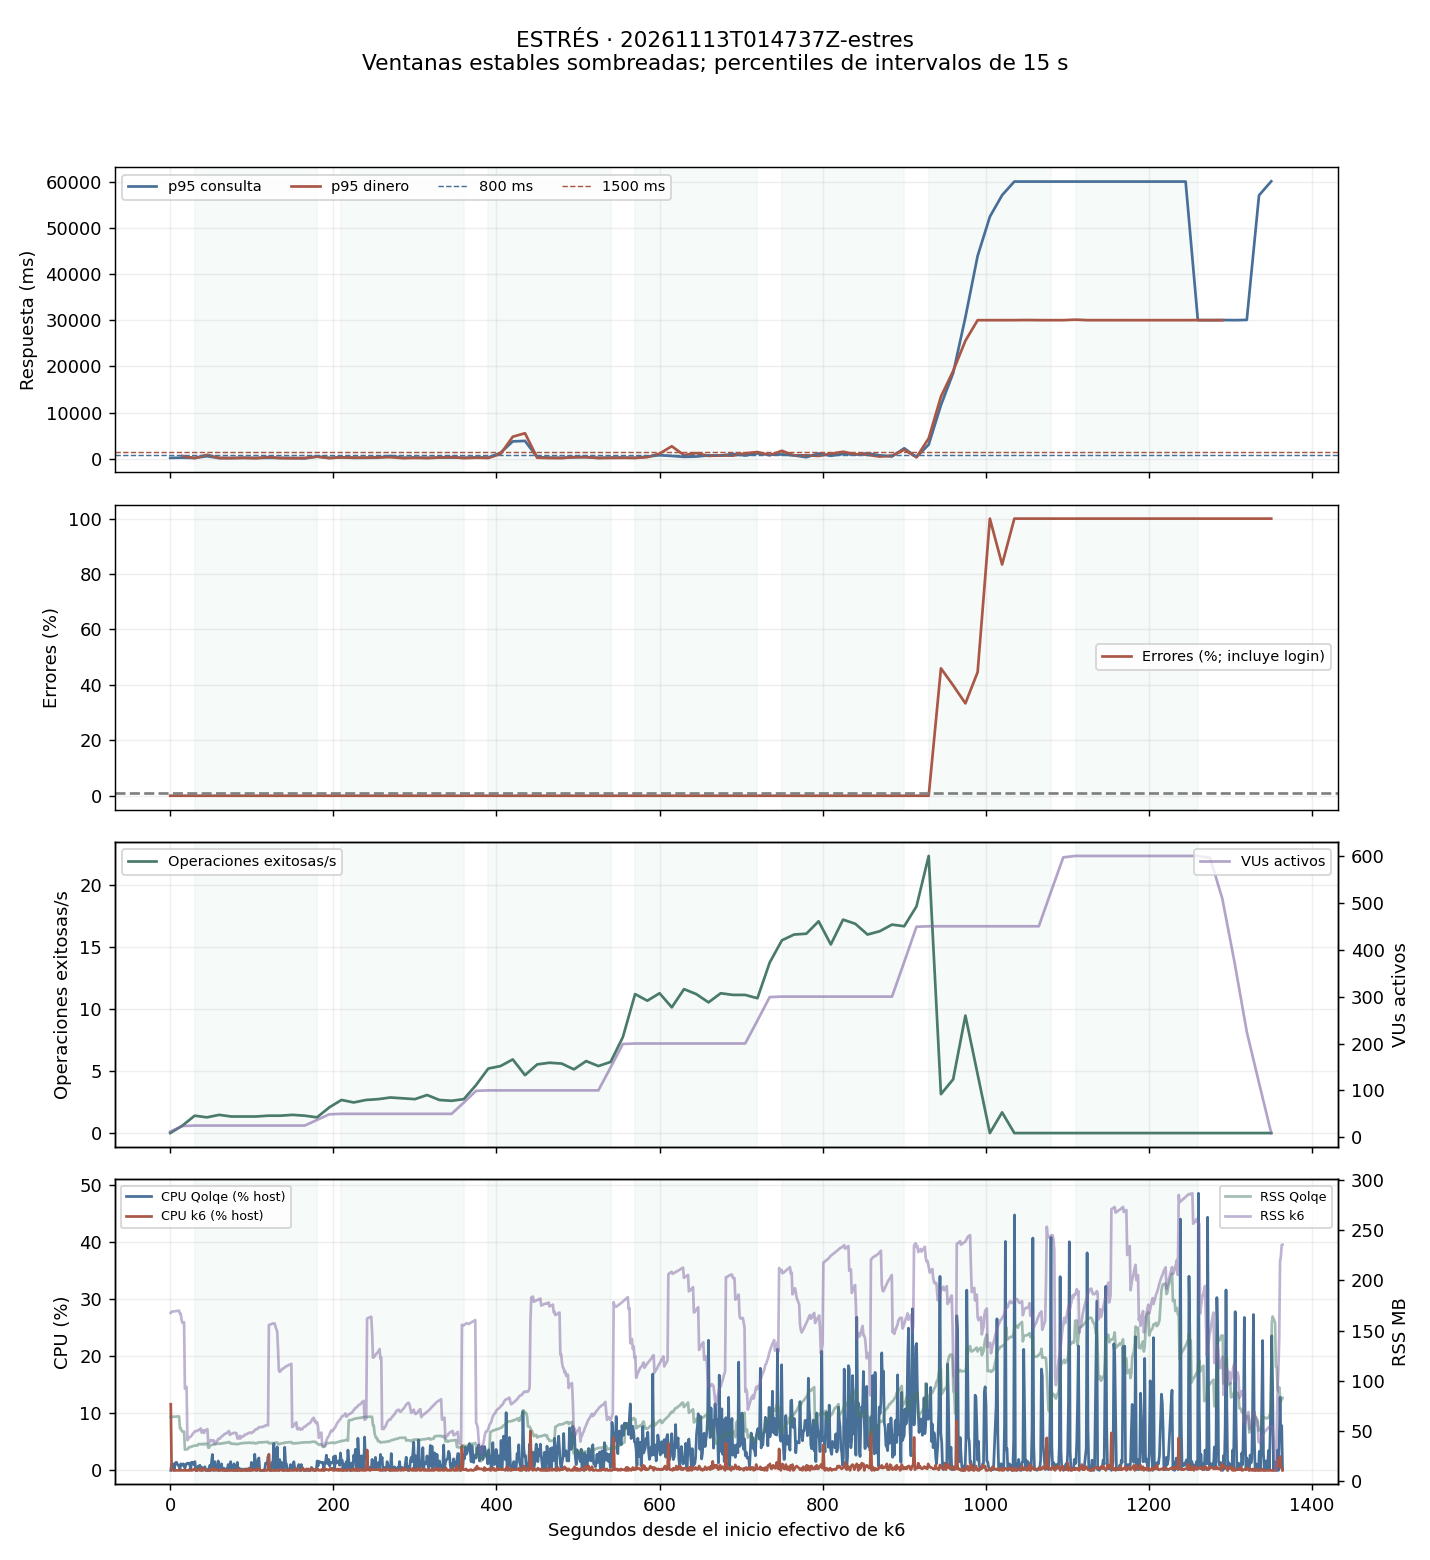 ESTRÉS · 20261113T014737Z-estres
Ventanas estables sombreadas; percentiles de intervalos de 15 s
p95 consulta
p95 dinero
800 ms
1500 ms
60000
50000
40000
30000
20000
10000
0
Respuesta (ms)
100
80
60
40
20
0
Errores (%)
Errores (%; incluye login)
Operaciones exitosas/s
VUs activos
20
15
10
5
0
Operaciones exitosas/s
600
500
400
300
200
100
0
VUs activos
CPU Qolqe (% host)
CPU k6 (% host)
RSS Qolqe
RSS k6
50
40
30
20
10
0
CPU (%)
300
250
200
150
100
50
0
RSS MB
0
200
400
600
800
1000
1200
1400
Segundos desde el inicio efectivo de k6